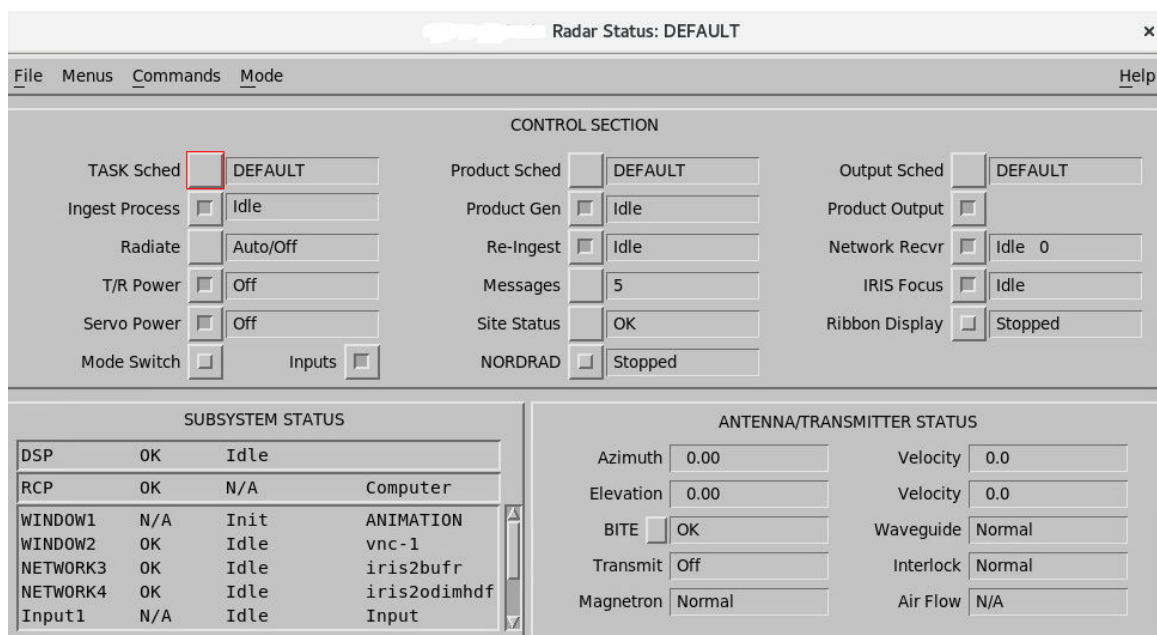 Radar Status: DEFAULT ×
File Menus Commands Mode Help
CONTROL SECTION
TASK Sched DEFAULT Product Sched DEFAULT Output Sched DEFAULT
Ingest Process Idle Product Gen Idle Product Output
Radiate Auto/Off Re-Ingest Idle Network Recvr Idle 0
T/R Power Off Messages 5 IRIS Focus Idle
Servo Power Off Site Status OK Ribbon Display Stopped
Mode Switch Inputs NORDRAD Stopped
SUBSYSTEM STATUS
DSP OK Idle
RCP OK N/A Computer
WINDOW1 N/A Init ANIMATION
WINDOW2 OK Idle vnc-1
NETWORK3 OK Idle iris2bufr
NETWORK4 OK Idle iris2odimhdf
Input1 N/A Idle Input
ANTENNA/TRANSMITTER STATUS
Azimuth 0.00 Velocity 0.0
Elevation 0.00 Velocity 0.0
BITE OK Waveguide Normal
Transmit Off Interlock Normal
Magnetron Normal Air Flow N/A